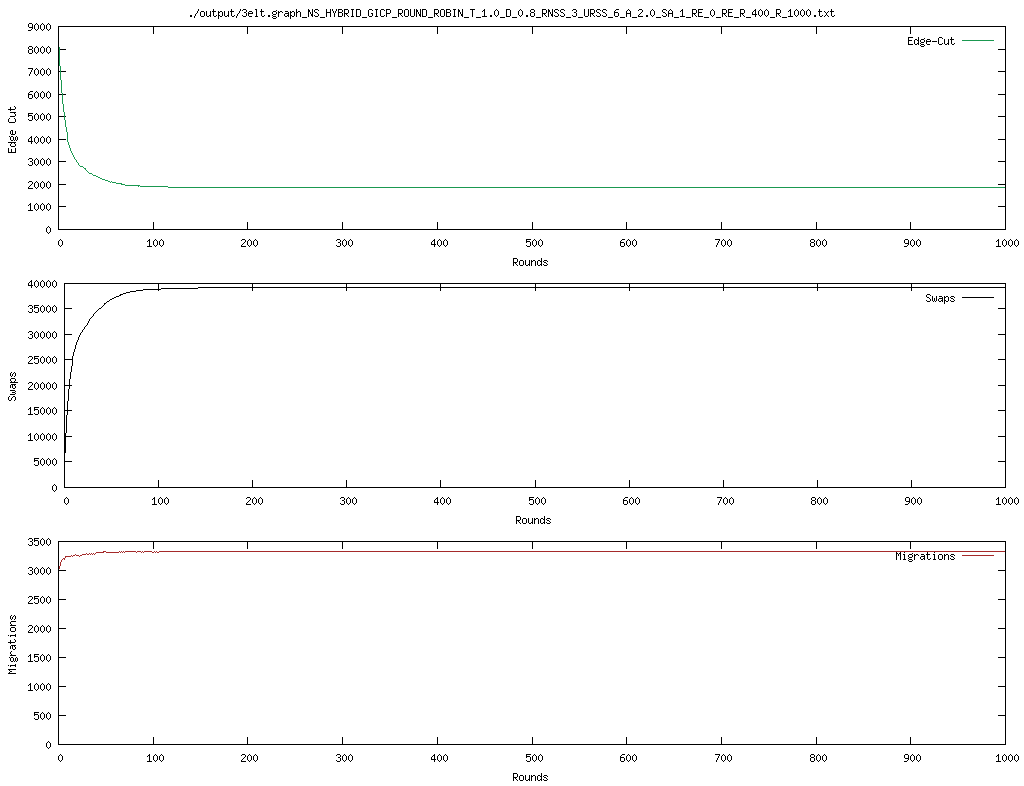 ./output/3elt.graph_NS_HYBRID_GICP_ROUND_ROBIN_T_1.0_D_0.8_RNSS_3_URSS_6_A_2.0_SA_1_RE_0_RE_R_400_R_1000.txt
9000
8000
7000
6000
5000
4000
3000
2000
1000
0
Edge Cut
Edge-Cut
0 100 200 300 400 500 600 700 800 900 1000
Rounds
40000
35000
30000
25000
20000
15000
10000
5000
0
Swaps
Swaps
0 100 200 300 400 500 600 700 800 900 1000
Rounds
3500
3000
2500
2000
1500
1000
500
0
Migrations
Migrations
0 100 200 300 400 500 600 700 800 900 1000
Rounds